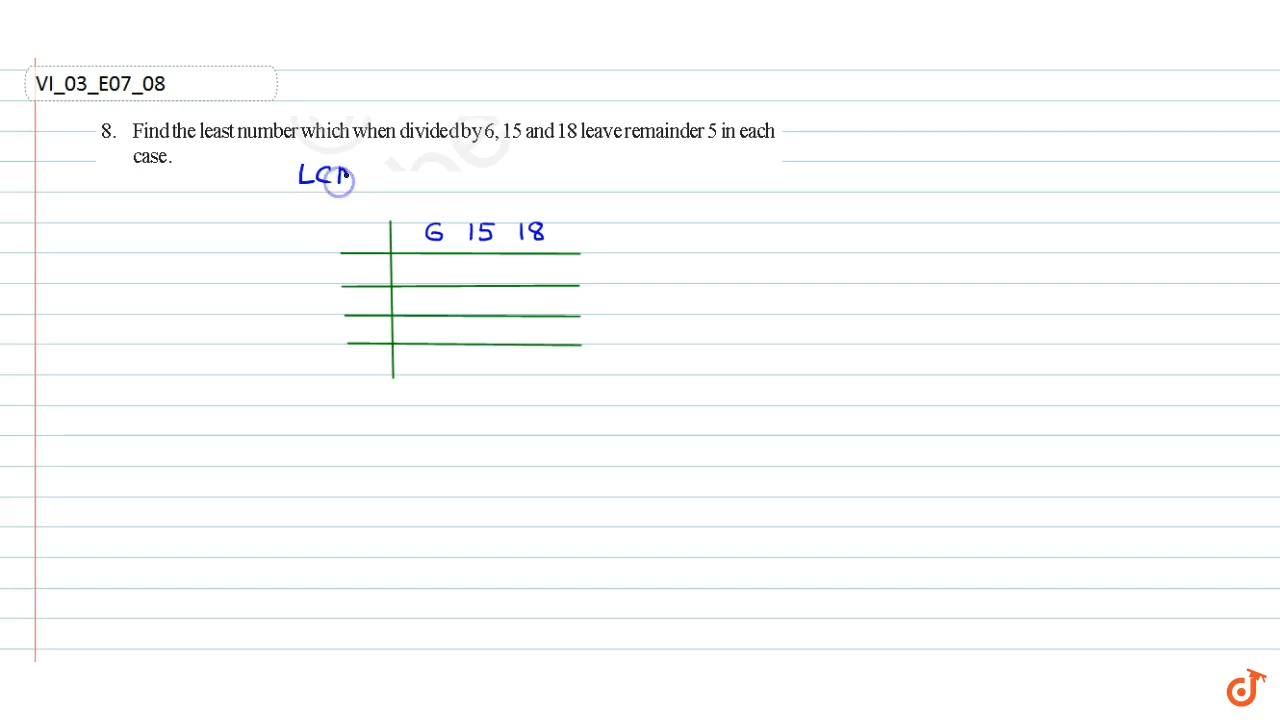 VI_03_E07_08
8. Find the least number which when divided by 6, 15 and 18 leave remainder 5 in each
case.
LCM
6 15 18